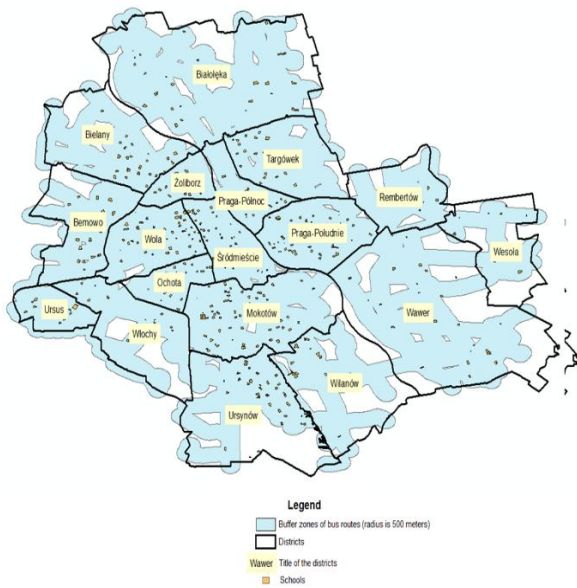 Białołęka
Bielany
Targówek
Żoliborz
Rembertów
Praga-Północ
Bemowo
Wola
Praga-Południe
Śródmieście
Wesoła
Ochota
Ursus
Mokotów
Wawer
Włochy
Wilanów
Ursynów
Legend
Buffer zones of bus routes (radius is 500 meters)
Districts
Wawer Title of the districts
Schools